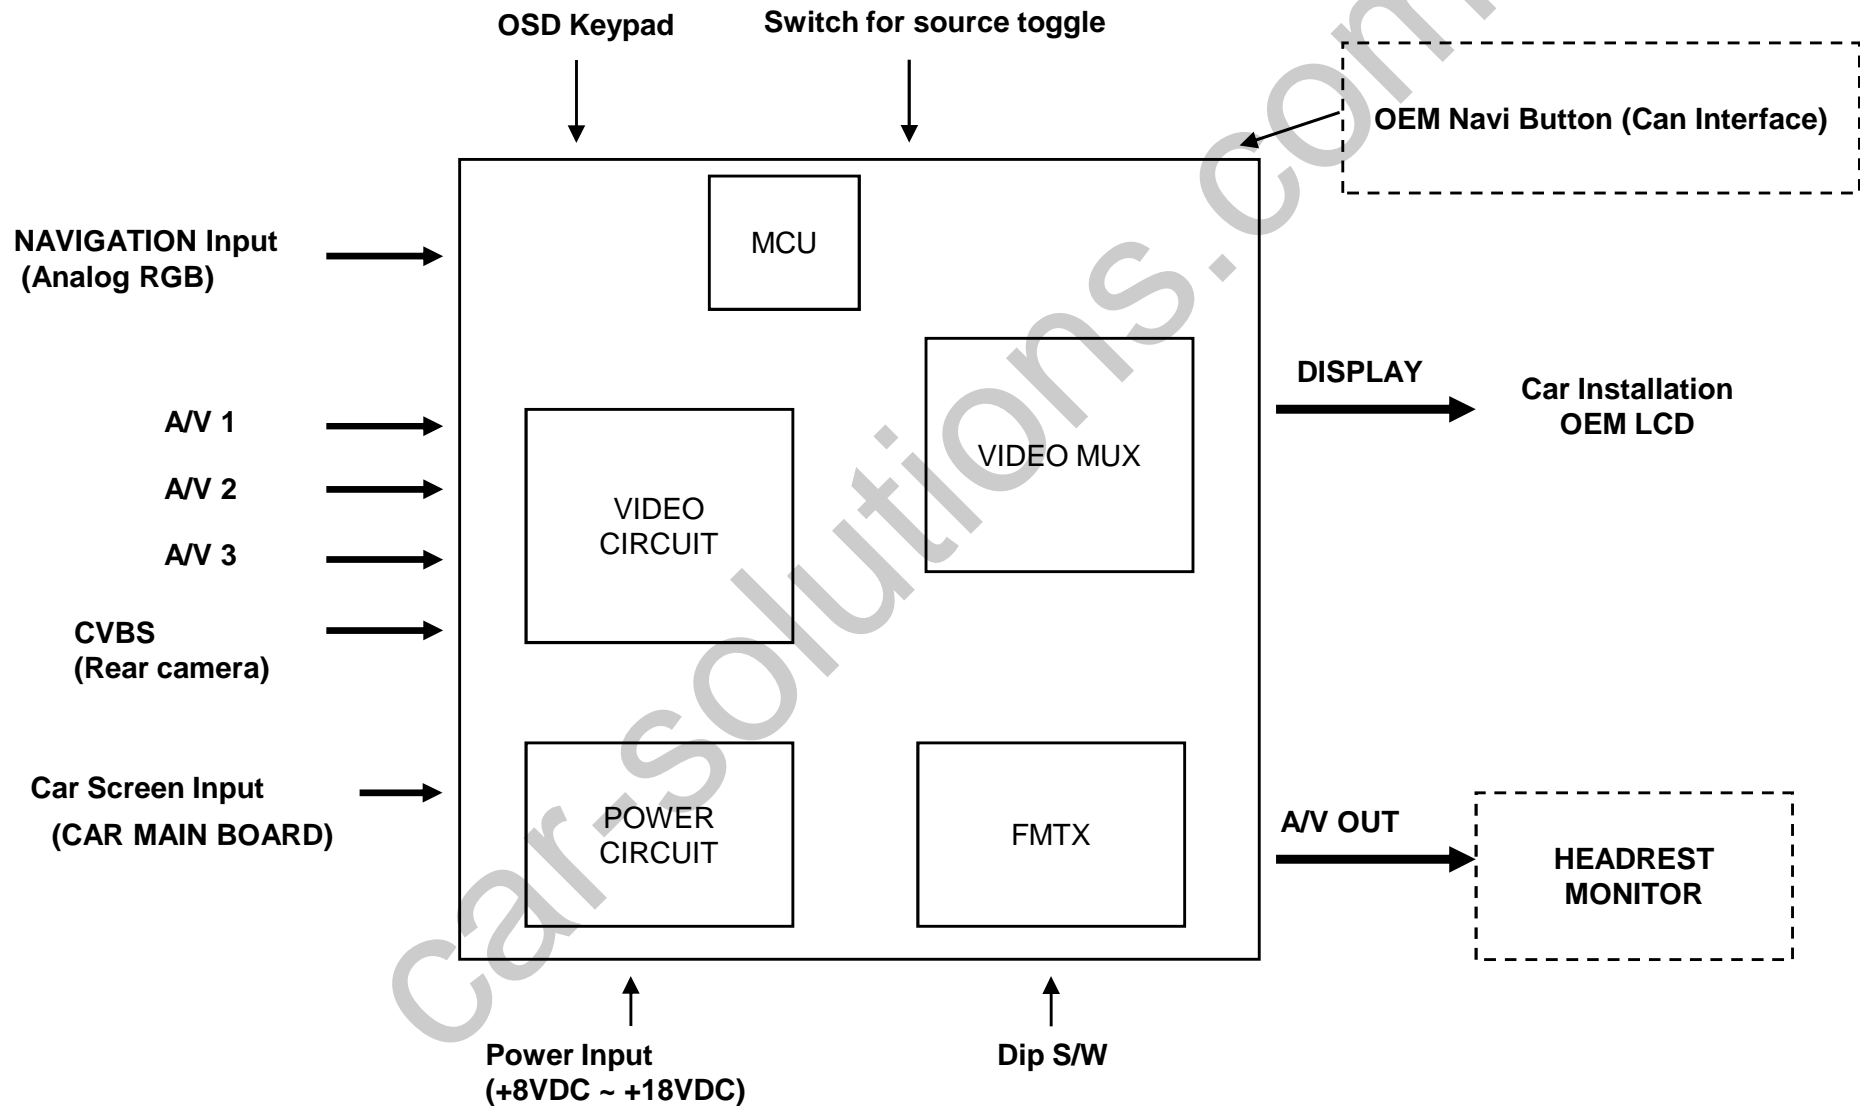 OSD Keypad
Switch for source toggle
OEM Navi Button (Can Interface)
NAVIGATION Input
(Analog RGB)
MCU
DISPLAY
Car Installation
OEM LCD
A/V 1
A/V 2
A/V 3
VIDEO MUX
VIDEO
CIRCUIT
CVBS
(Rear camera)
Car Screen Input
(CAR MAIN BOARD)
POWER
CIRCUIT
FMTX
A/V OUT
HEADREST
MONITOR
Power Input
(+8VDC ~ +18VDC)
Dip S/W
car-solutions.com